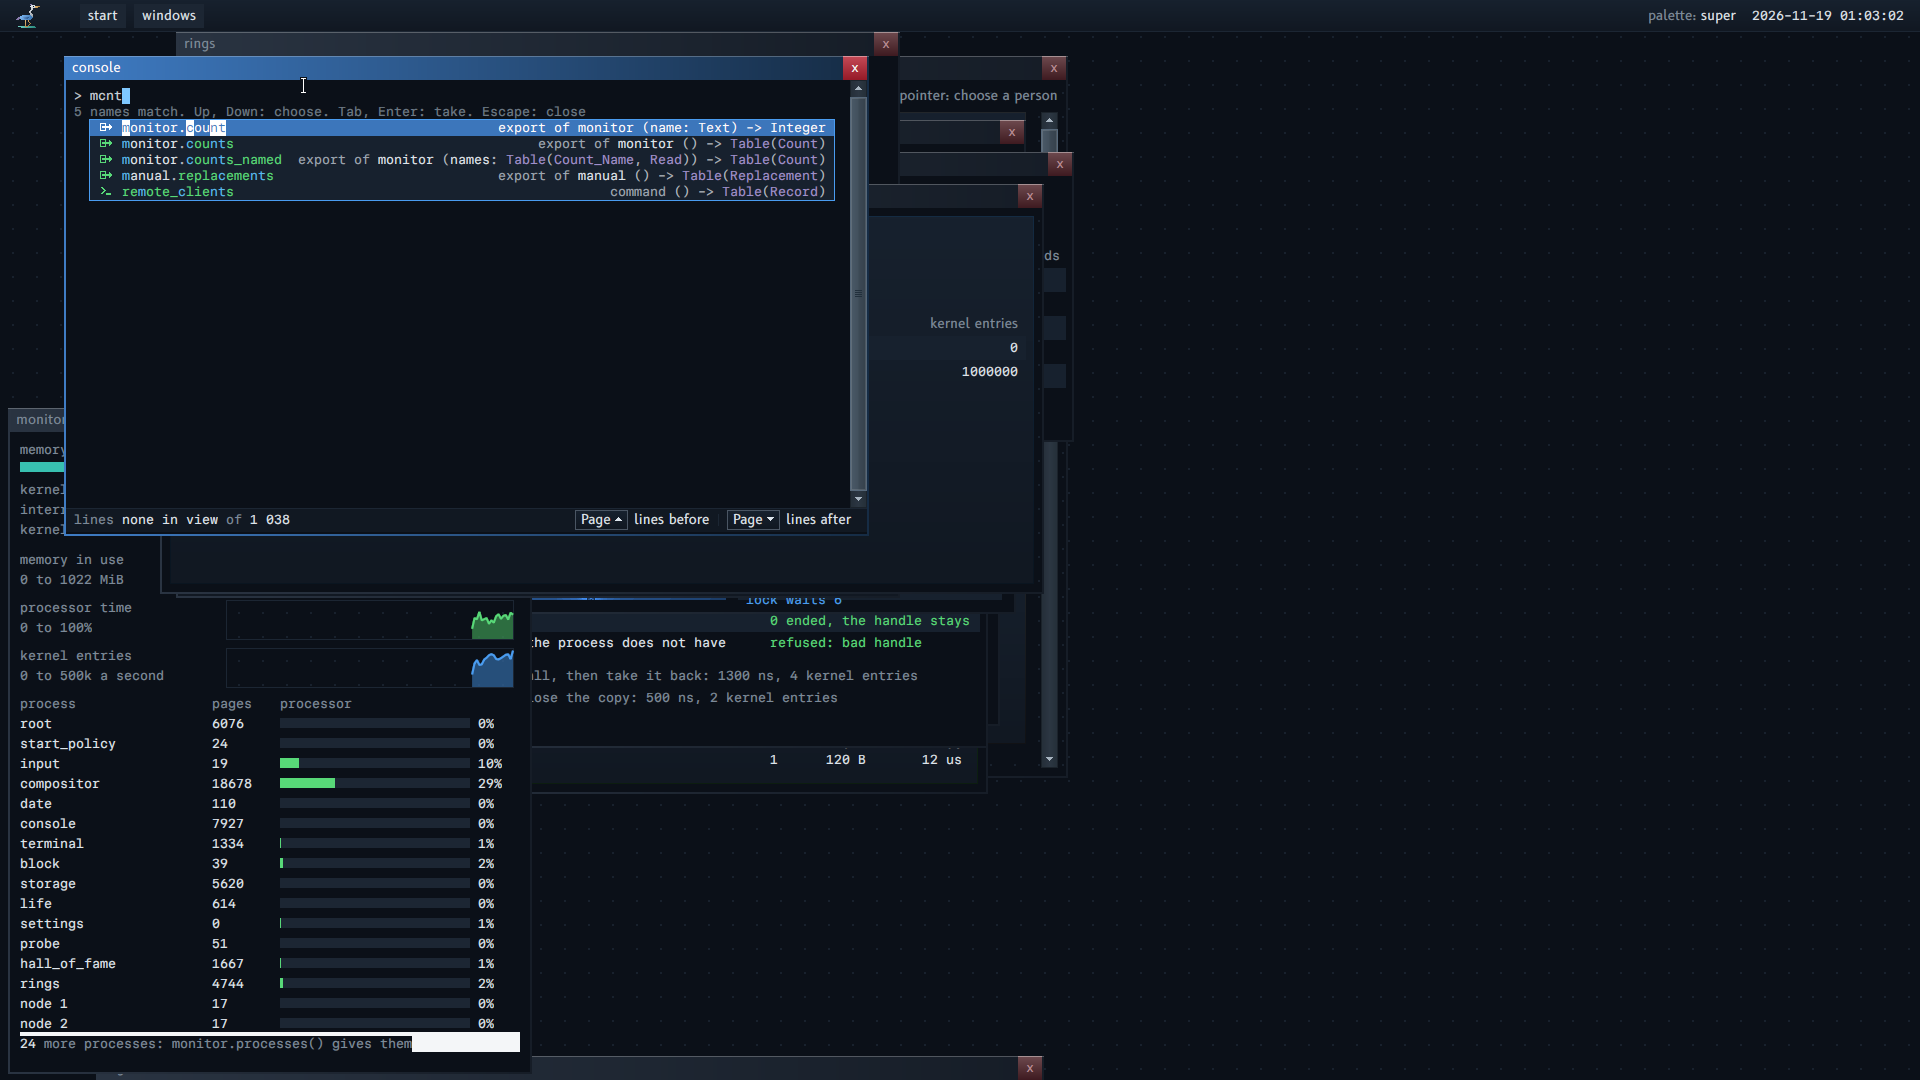 start windows palette: super 2026-11-19 01:03:02
rings x
console x
x
> mcnt
pointer: choose a person
5 names match. Up, Down: choose. Tab, Enter: take. Escape: close
monitor.count export of monitor (name: Text) -> Integer
x
monitor.counts export of monitor () -> Table(Count)
monitor.counts_named export of monitor (names: Table(Count_Name, Read)) -> Table(Count)
x
manual.replacements export of manual () -> Table(Replacement)
remote_clients command () -> Table(Record)
x
ds
kernel entries
0
1000000
monitor
memory
kernel
kernel
lines none in view of 1 038 Page lines before Page lines after
memory in use
0 to 1022 MiB
lock waits 6
processor time
0 to 100%
0 ended, the handle stays
the process does not have refused: bad handle
kernel entries
0 to 500k a second
all, then take it back: 1300 ns, 4 kernel entries
lose the copy: 500 ns, 2 kernel entries
process pages processor
root 6076 0%
start_policy 24 0%
input 19 10%
1 120 B 12 us
compositor 18678 29%
date 110 0%
console 7927 0%
terminal 1334 1%
block 39 2%
storage 5620 0%
life 614 0%
settings 0 1%
probe 51 0%
hall_of_fame 1667 1%
rings 4744 2%
node 1 17 0%
node 2 17 0%
24 more processes: monitor.processes() gives them
x